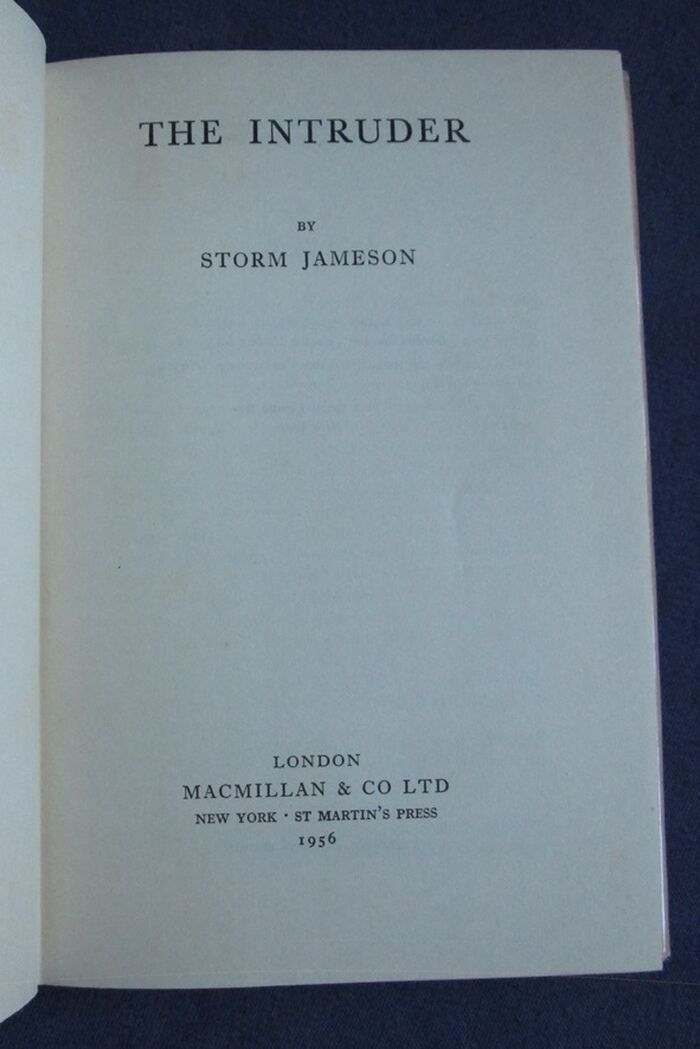 THE INTRUDER
BY
STORM JAMESON
LONDON
MACMILLAN & CO LTD
NEW YORK · ST MARTIN'S PRESS
1956